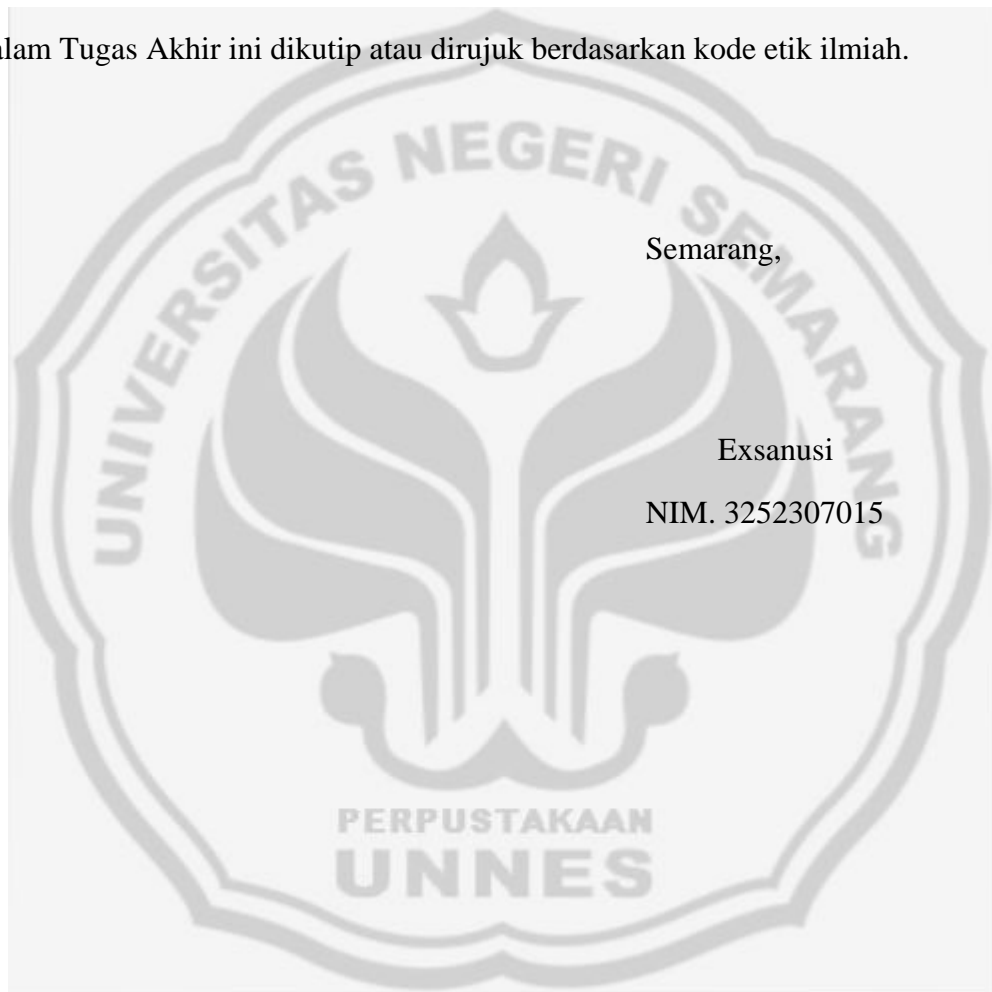 lam Tugas Akhir ini dikutip atau dirujuk berdasarkan kode etik ilmiah.
UNIVERSITAS NEGERI SEMARANG
Semarang,
Exsanusi
NIM. 3252307015
PERPUSTAKAAN
UNNES